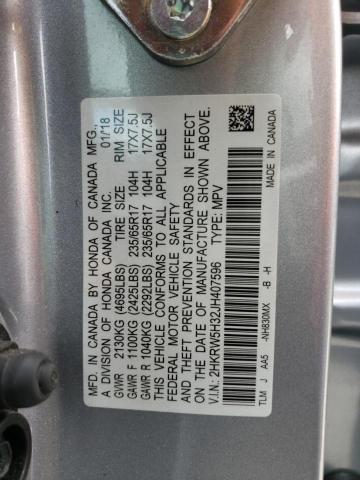 MFD. IN CANADA BY HONDA OF CANADA MFG.,
A DIVISION OF HONDA CANADA INC. 01/18
GVWR 2130KG (4695LBS) TIRE SIZE RIM SIZE
GAWR F 1100KG (2425LBS) 235/65R17 104H 17X7.5J
GAWR R 1040KG (2292LBS) 235/65R17 104H 17X7.5J
THIS VEHICLE CONFORMS TO ALL APPLICABLE
FEDERAL MOTOR VEHICLE SAFETY
AND THEFT PREVENTION STANDARDS IN EFFECT
ON THE DATE OF MANUFACTURE SHOWN ABOVE.
V.I.N: 2HKRW5H32JH407596 TYPE: MPV
TLM J AA5 -NH830MX -B -H
MADE IN CANADA